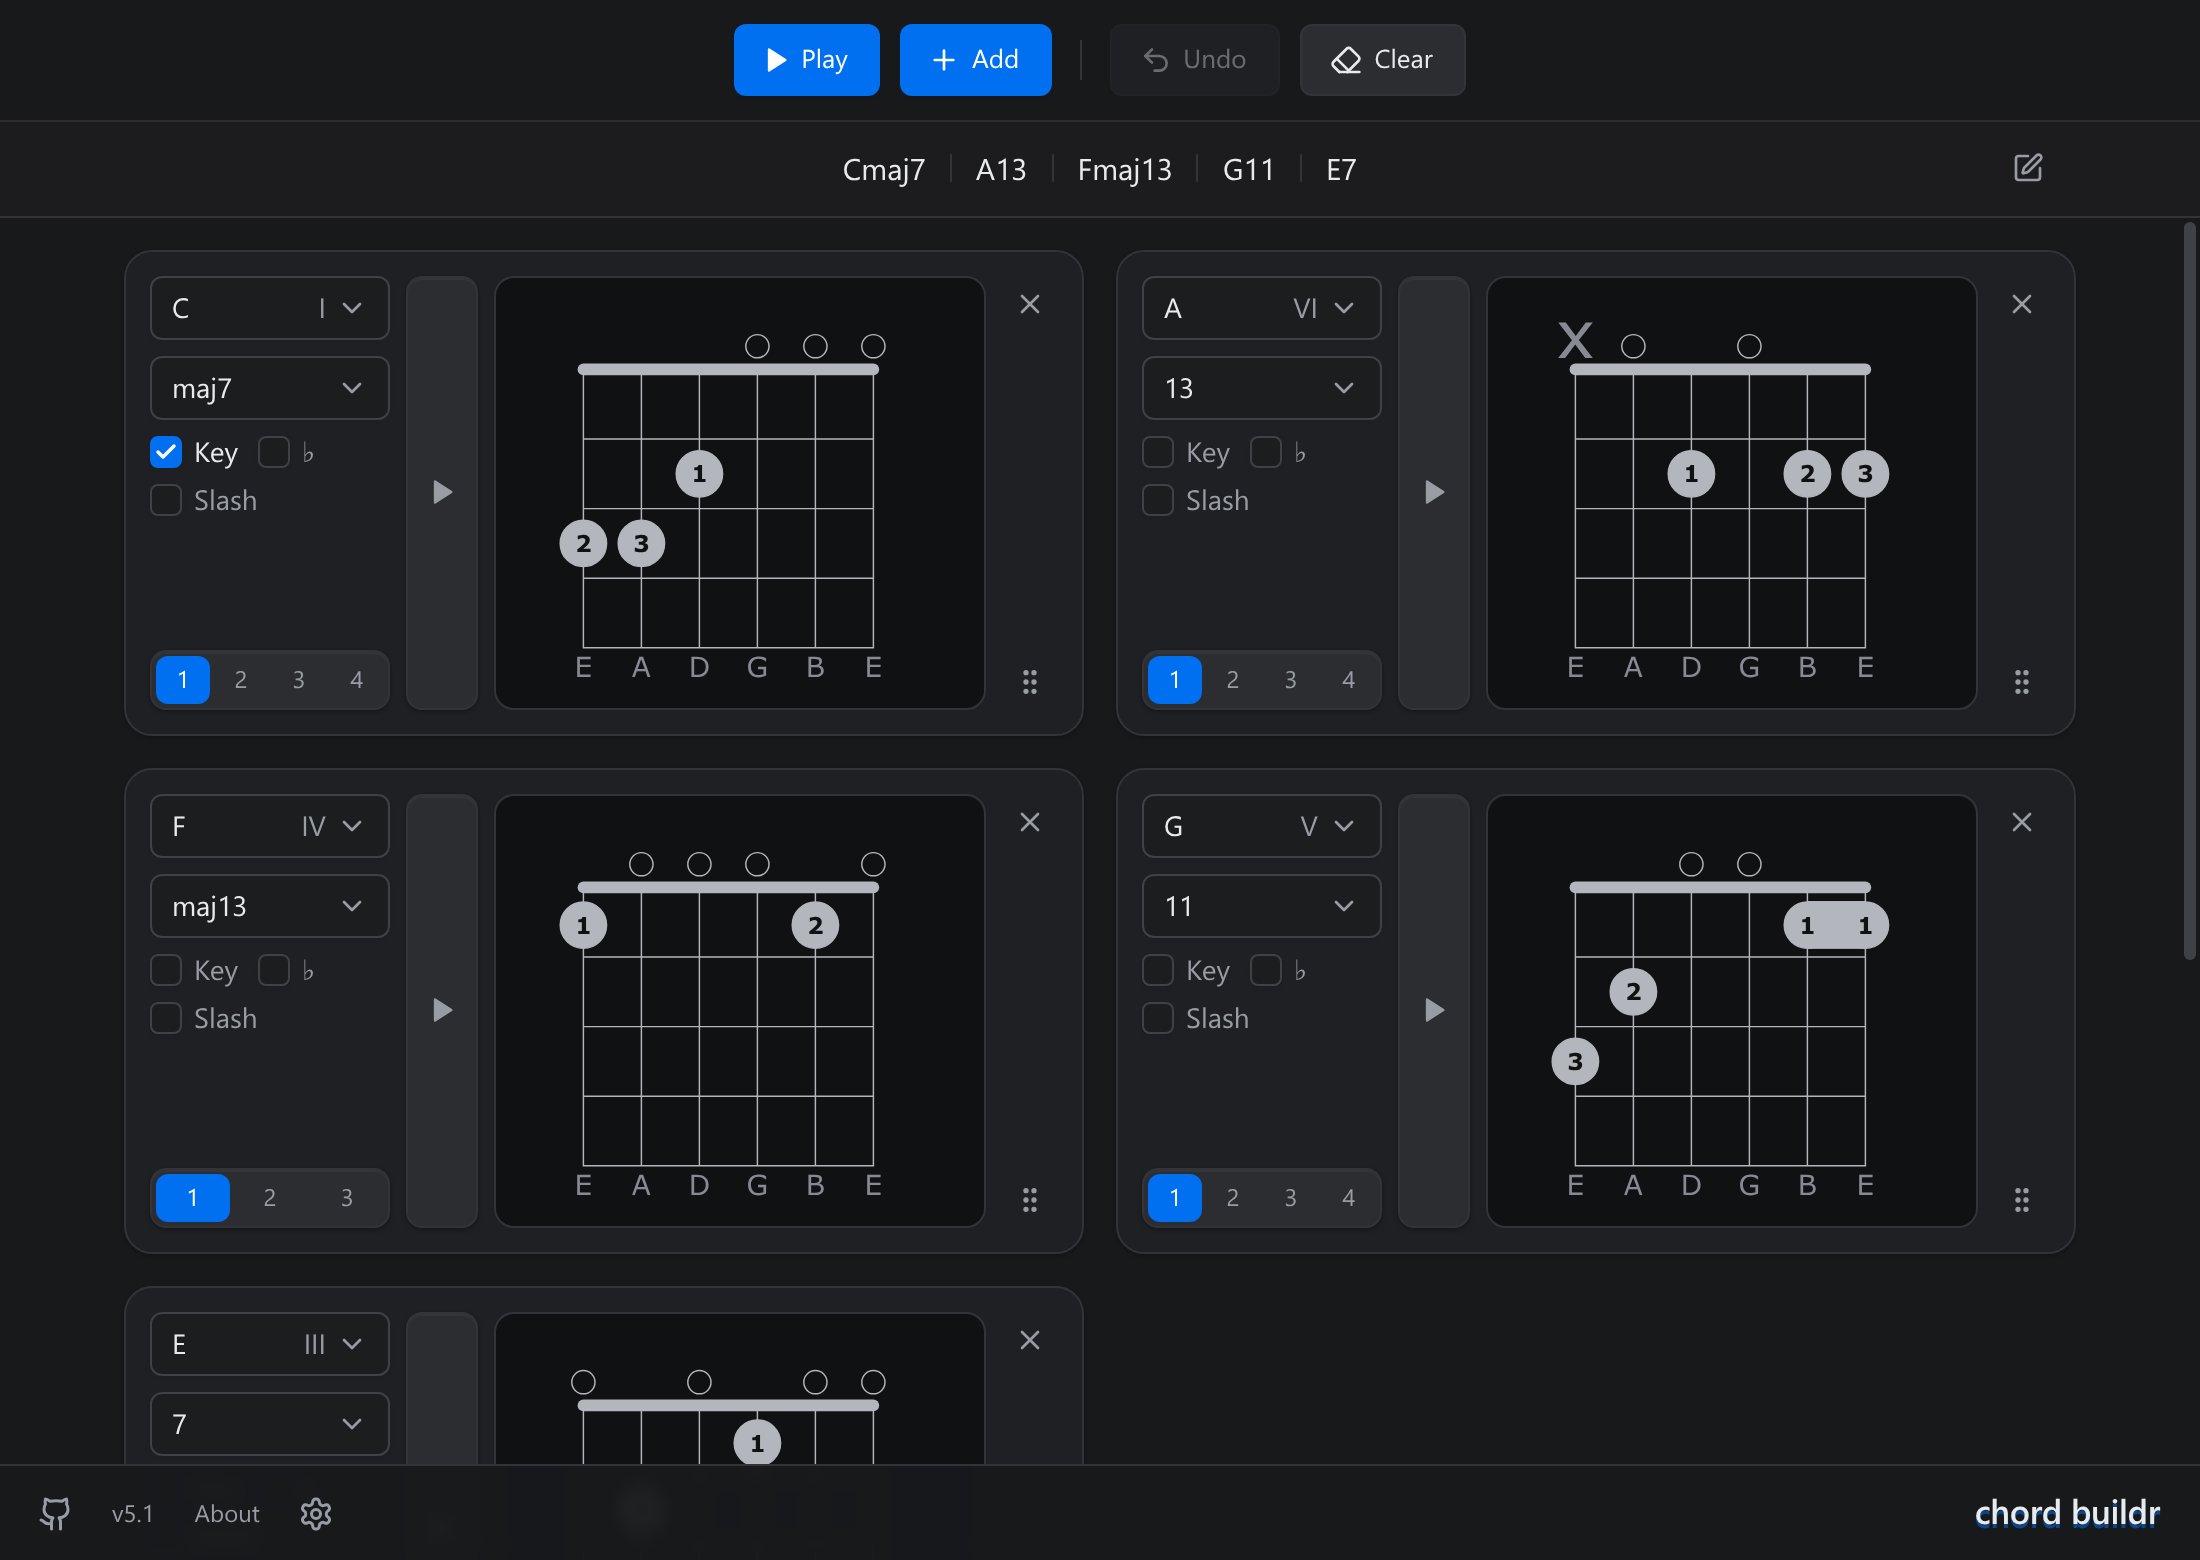 Play Add Undo Clear
Cmaj7 A13 Fmaj13 G11 E7
C I
maj7
Key ♭
Slash
1 2 3 4
1
2 3
E A D G B E
A VI
13
Key ♭
Slash
1 2 3 4
X
1 2 3
E A D G B E
F IV
maj13
Key ♭
Slash
1 2 3
1 2
E A D G B E
G V
11
Key ♭
Slash
1 2 3 4
1 1
2
3
E A D G B E
E III
7
1
v5.1 About
chord buildr